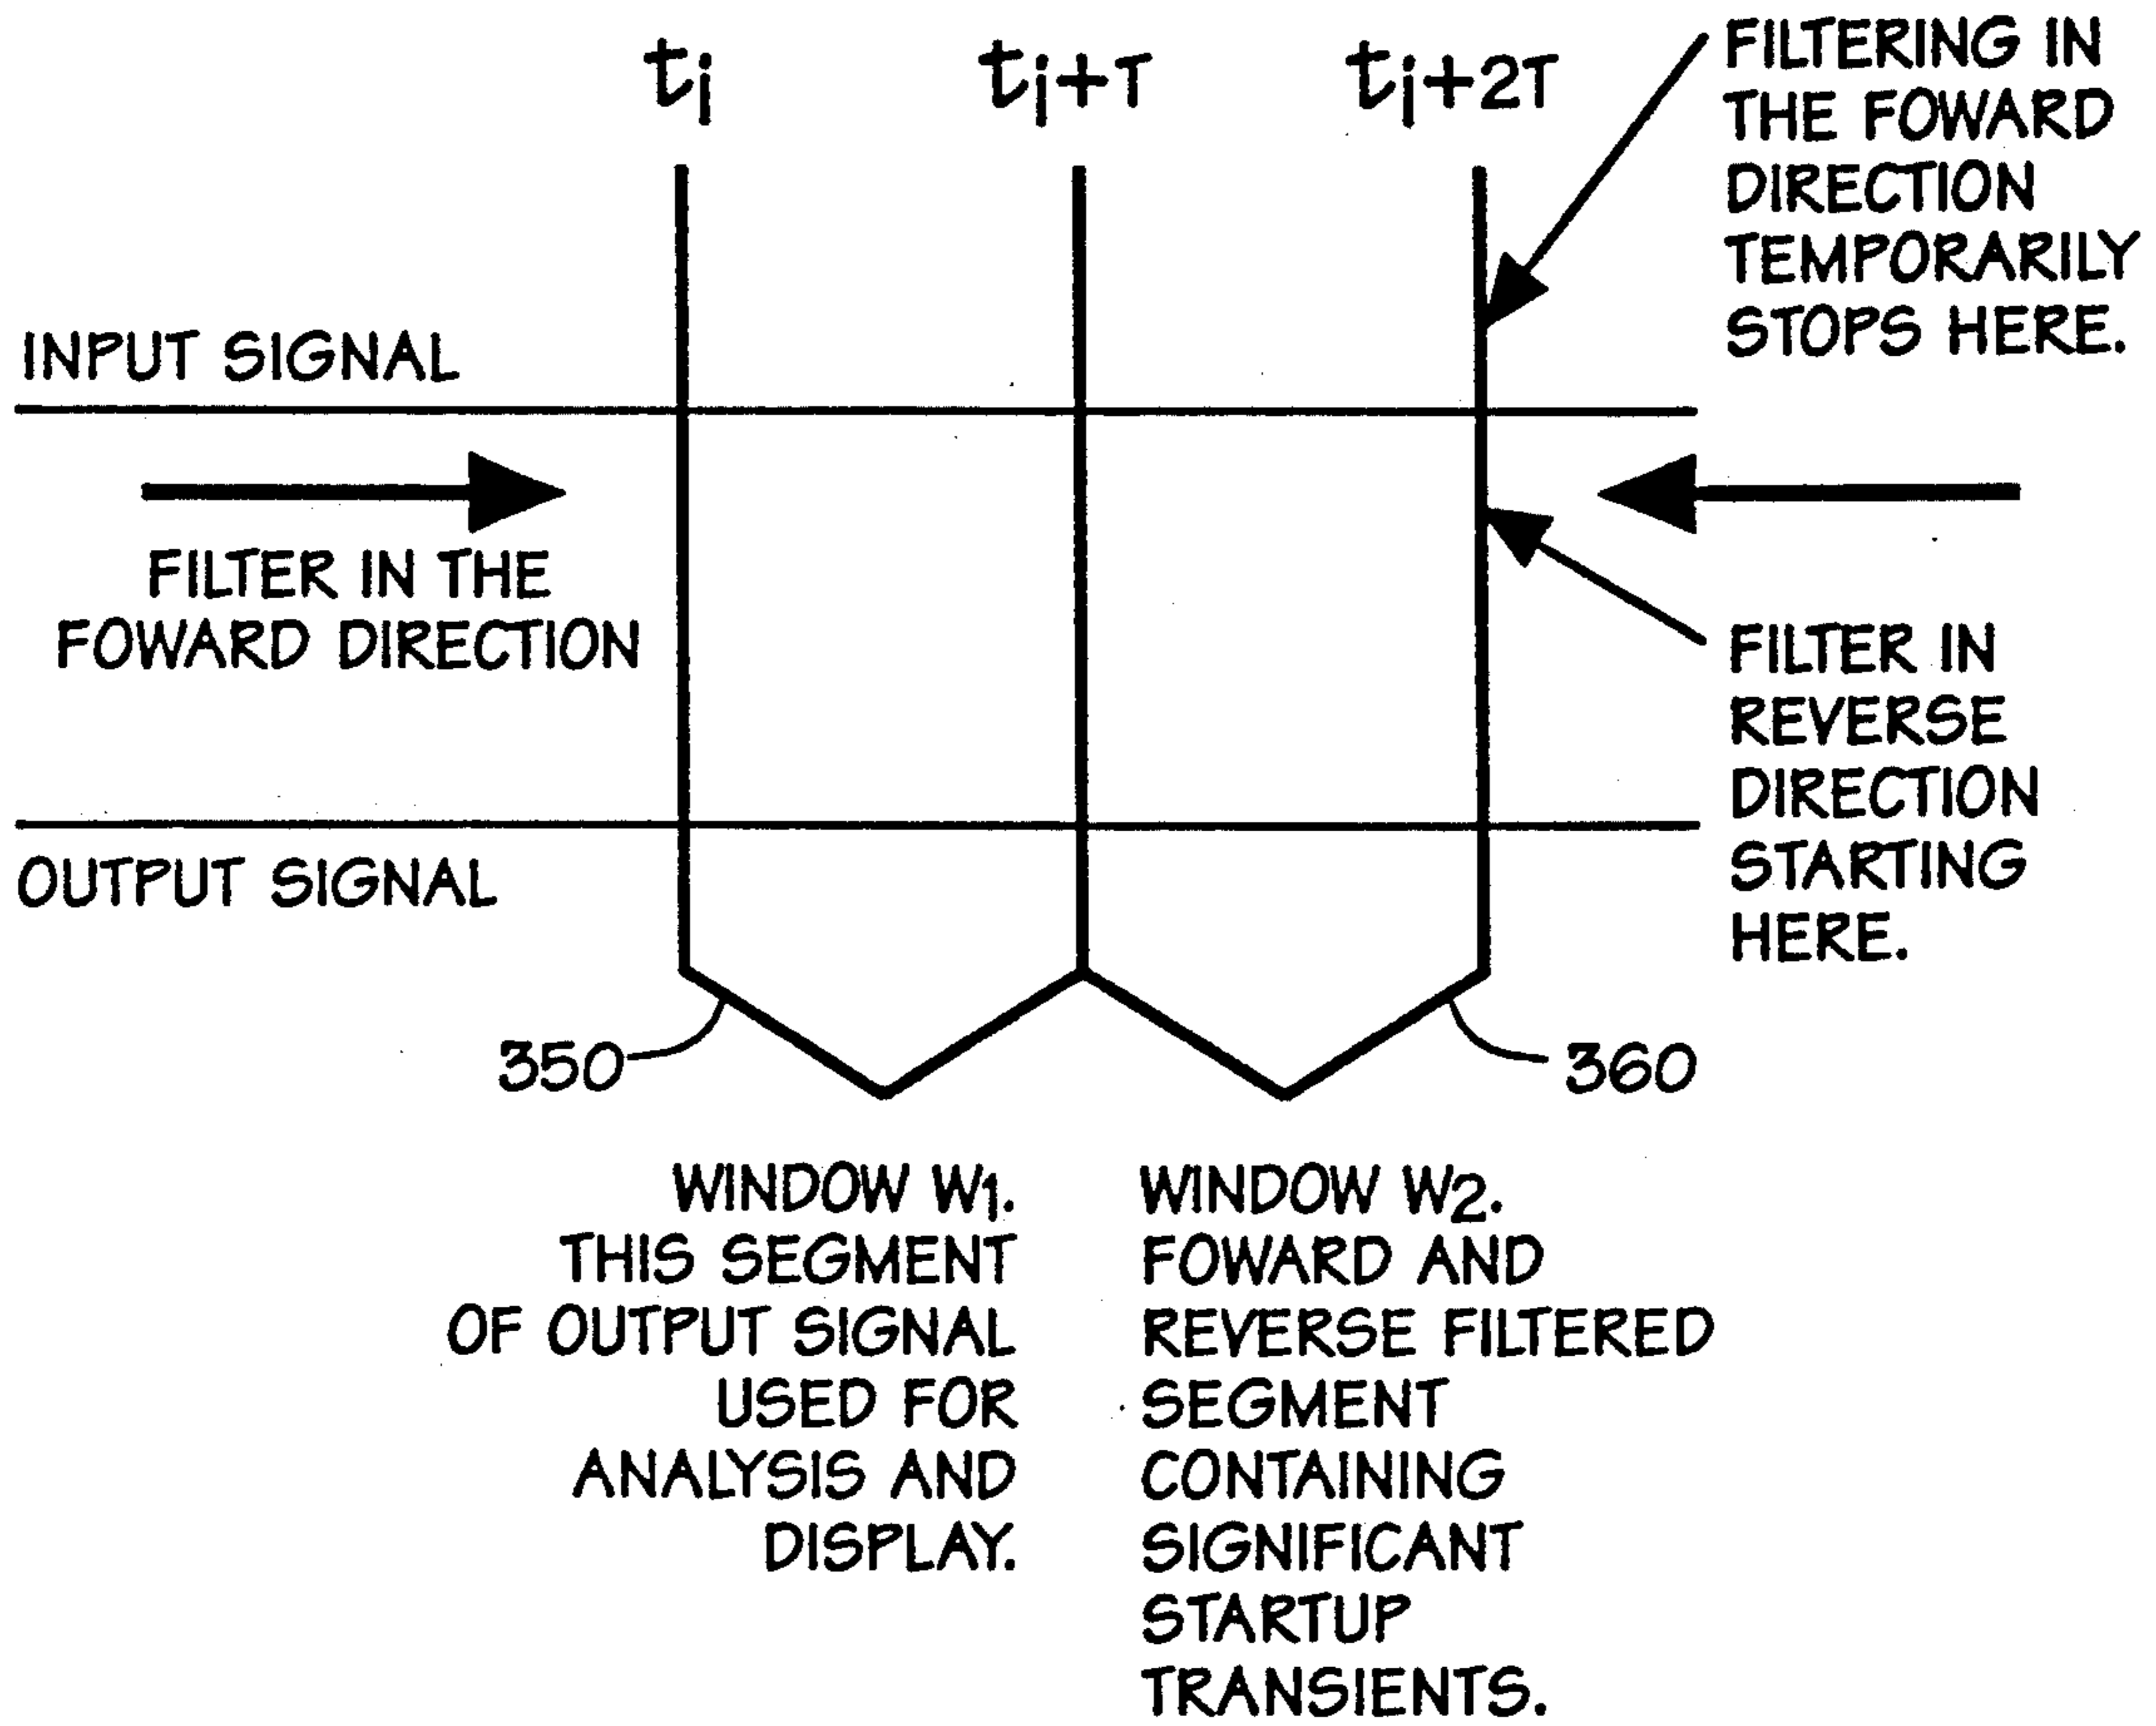 ti
ti+T
ti+2T
FILTERING IN
THE FOWARD
DIRECTION
TEMPORARILY
STOPS HERE.
INPUT SIGNAL
FILTER IN THE
FOWARD DIRECTION
FILTER IN
REVERSE
DIRECTION
STARTING
HERE.
OUTPUT SIGNAL
350
360
WINDOW W1.
THIS SEGMENT
OF OUTPUT SIGNAL
USED FOR
ANALYSIS AND
DISPLAY.
WINDOW W2.
FOWARD AND
REVERSE FILTERED
SEGMENT
CONTAINING
SIGNIFICANT
STARTUP
TRANSIENTS.